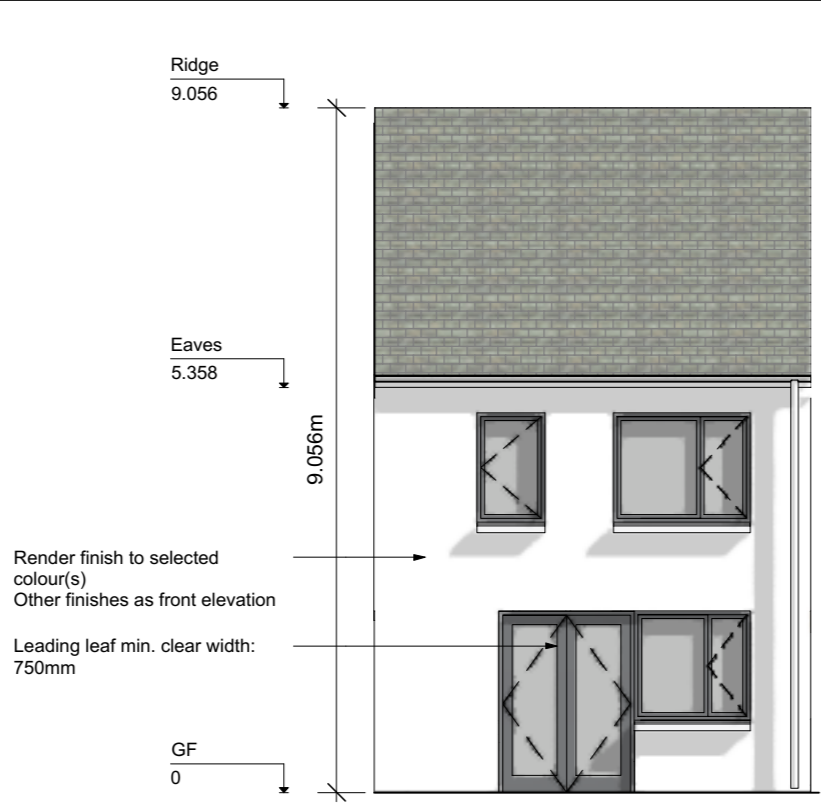 Ridge
9.056
Eaves
5.358
9.056m
Render finish to selected
colour(s)
Other finishes as front elevation
Leading leaf min. clear width:
750mm
GF
0